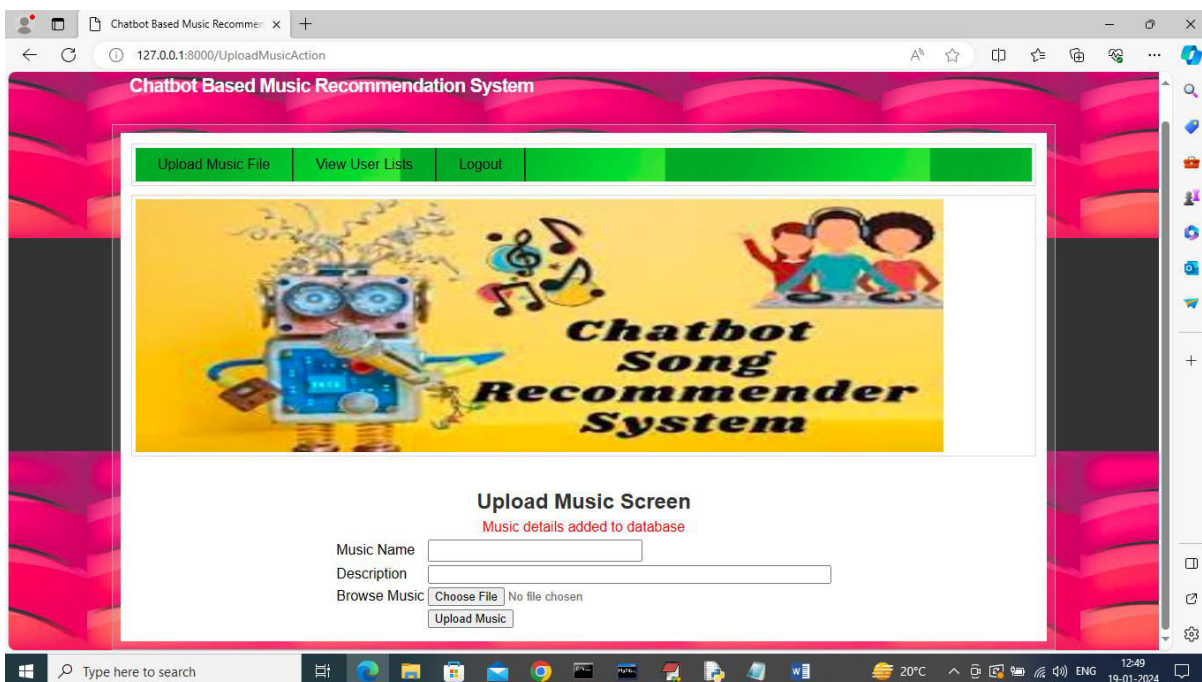 Chatbot Based Music Recommen
127.0.0.1:8000/UploadMusicAction
Chatbot Based Music Recommendation System
Upload Music File View User Lists Logout
Chatbot
Song
Recommender
System
Upload Music Screen
Music details added to database
Music Name
Description
Browse Music Choose File No file chosen
Upload Music
Type here to search 20°C ENG 12:49
19-01-2024